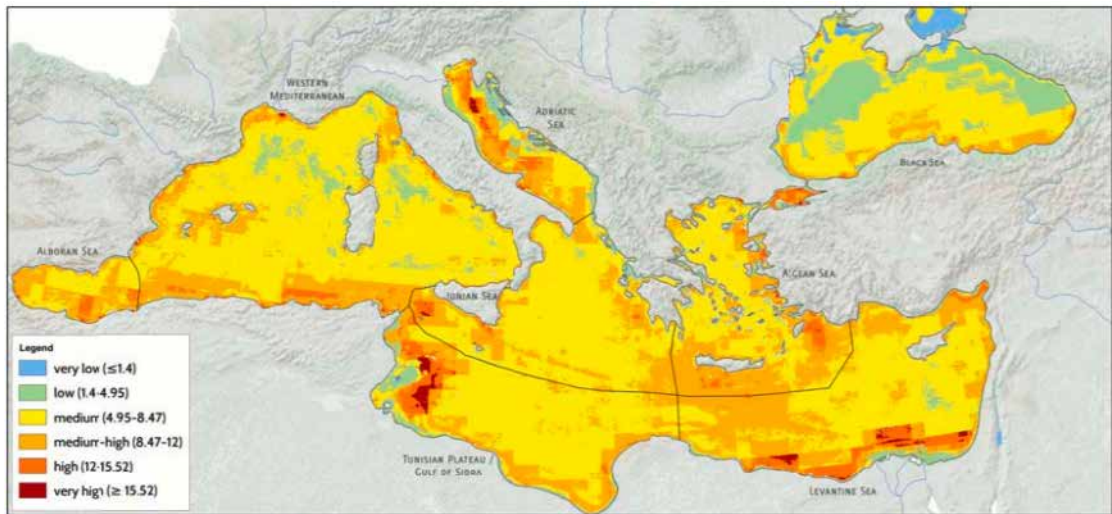 WESTERN
MEDITERRANEAN
ADRIATIC
SEA
BLACK SEA
ALBORAN SEA
IONIAN SEA
AEGEAN SEA
TUNISIAN PLATEAU /
GULF OF SIDRA
LEVANTINE SEA
Legend
very low (≤1.4)
low (1.4-4.95)
mediurr (4.95-8.47)
mediurr-high (8.47-12)
high (12-15.52)
very high (≥ 15.52)